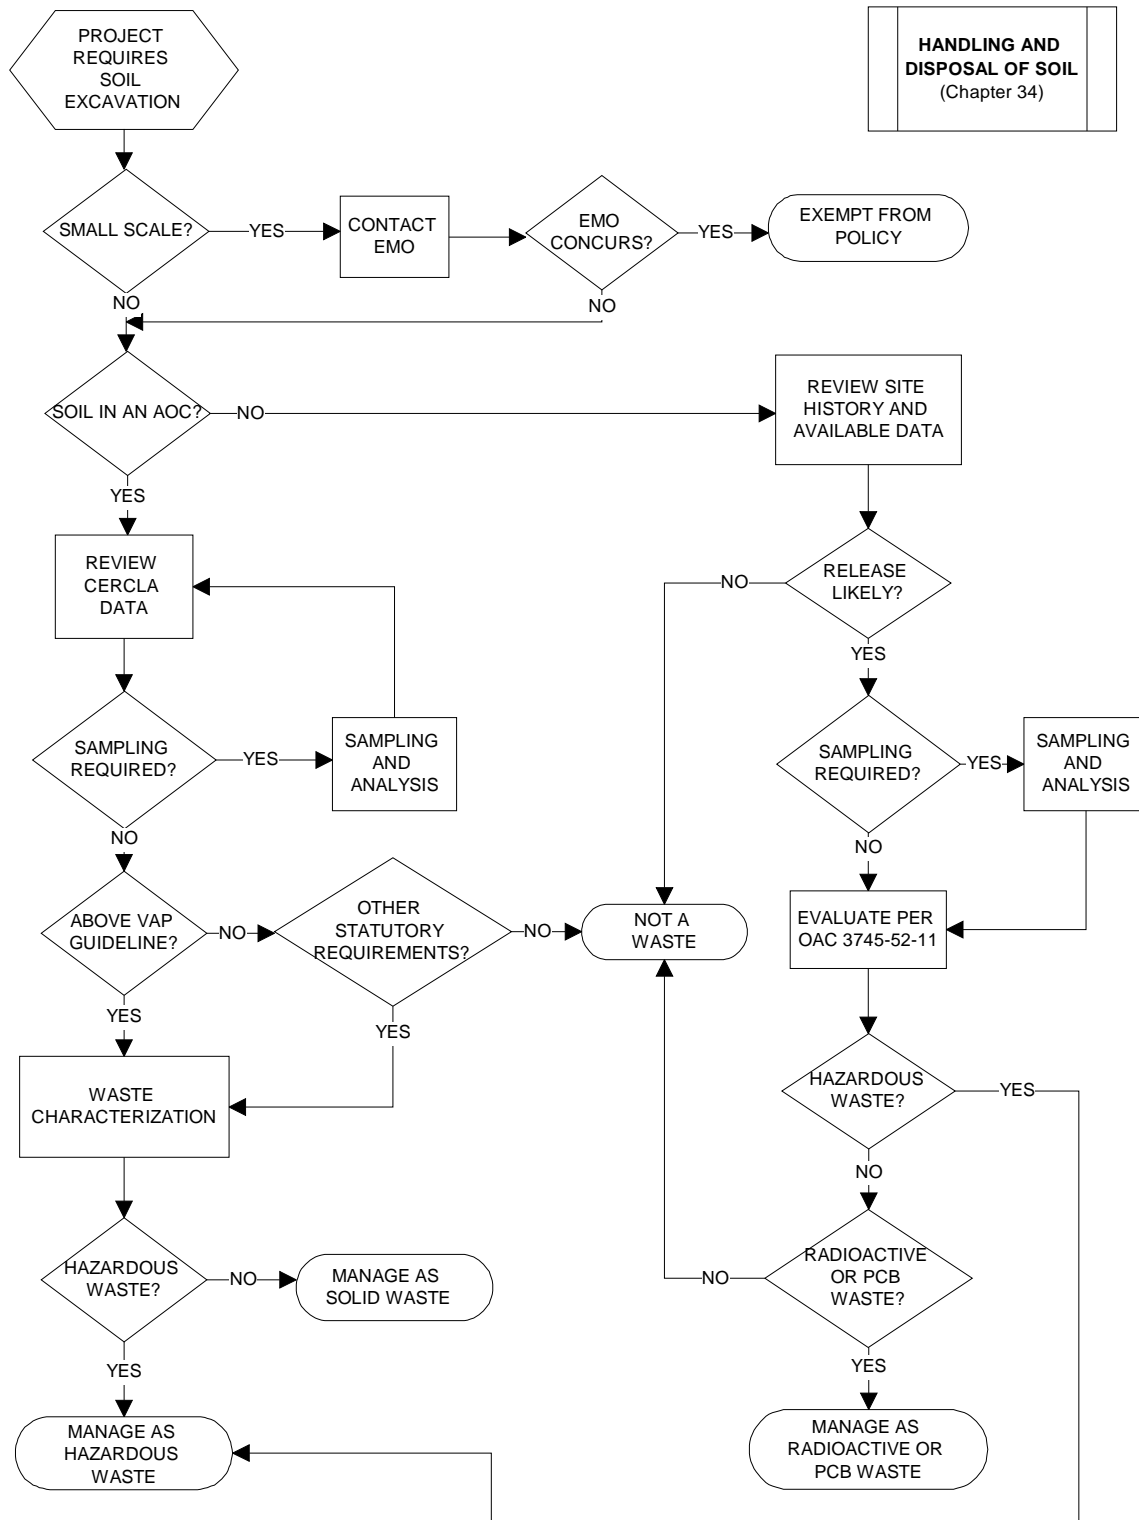 PROJECT
REQUIRES
SOIL
EXCAVATION
HANDLING AND
DISPOSAL OF SOIL
(Chapter 34)
SMALL SCALE?
YES
CONTACT
EMO
EMO
CONCURS?
YES
EXEMPT FROM
POLICY
NO
NO
SOIL IN AN AOC?
NO
REVIEW SITE
HISTORY AND
AVAILABLE DATA
YES
REVIEW
CERCLA
DATA
NO
RELEASE
LIKELY?
YES
SAMPLING
REQUIRED?
YES
SAMPLING
AND
ANALYSIS
SAMPLING
REQUIRED?
YES
SAMPLING
AND
ANALYSIS
NO
NO
ABOVE VAP
GUIDELINE?
NO
OTHER
STATUTORY
REQUIREMENTS?
NO
NOT A
WASTE
EVALUATE PER
OAC 3745-52-11
YES
YES
WASTE
CHARACTERIZATION
HAZARDOUS
WASTE?
YES
NO
HAZARDOUS
WASTE?
NO
MANAGE AS
SOLID WASTE
NO
RADIOACTIVE
OR PCB
WASTE?
YES
YES
MANAGE AS
HAZARDOUS
WASTE
MANAGE AS
RADIOACTIVE OR
PCB WASTE